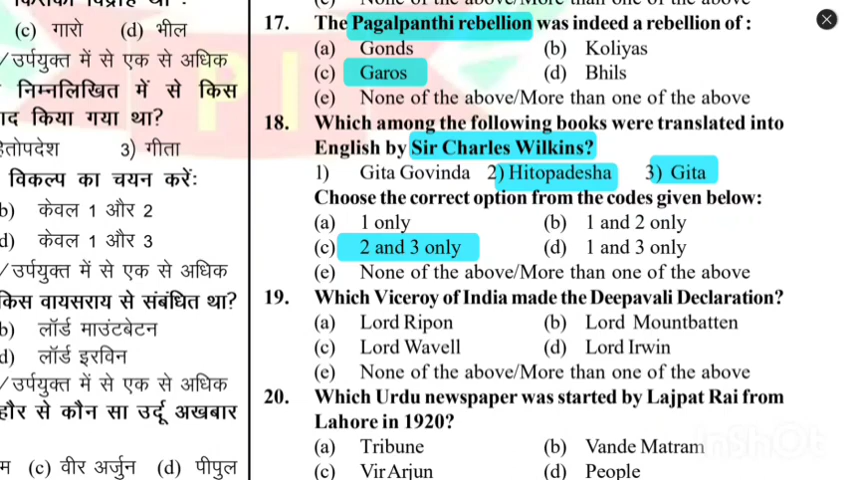 (c) गारो (d) भील
/उर्पयुक्त में से एक से अधिक
निम्नलिखित में से किस
किया गया था?
3) गीता
विकल्प का चयन करें:
b) केवल 1 और 2
d) केवल 1 और 3
/उर्पयुक्त में से एक से अधिक
किस वायसराय से संबंधित था?
b) लॉर्ड माउंटबेटन
d) लॉर्ड इरविन
/उर्पयुक्त में से एक से अधिक
से कौन सा उर्दू अखबार
(c) वीर अर्जुन (d) पीपुल
17. The Pagalpanthi rebellion was indeed a rebellion of :
(a) Gonds (b) Koliyas
(c) Garos (d) Bhils
(e) None of the above/More than one of the above
18. Which among the following books were translated into
English by Sir Charles Wilkins?
1) Gita Govinda 2) Hitopadesha 3) Gita
Choose the correct option from the codes given below:
(a) 1 only (b) 1 and 2 only
(c) 2 and 3 only (d) 1 and 3 only
(e) None of the above/More than one of the above
19. Which Viceroy of India made the Deepavali Declaration?
(a) Lord Ripon (b) Lord Mountbatten
(c) Lord Wavell (d) Lord Irwin
(e) None of the above/More than one of the above
20. Which Urdu newspaper was started by Lajpat Rai from
Lahore in 1920?
(a) Tribune (b) Vande Matram
(c) Vir Arjun (d) People
InShOt